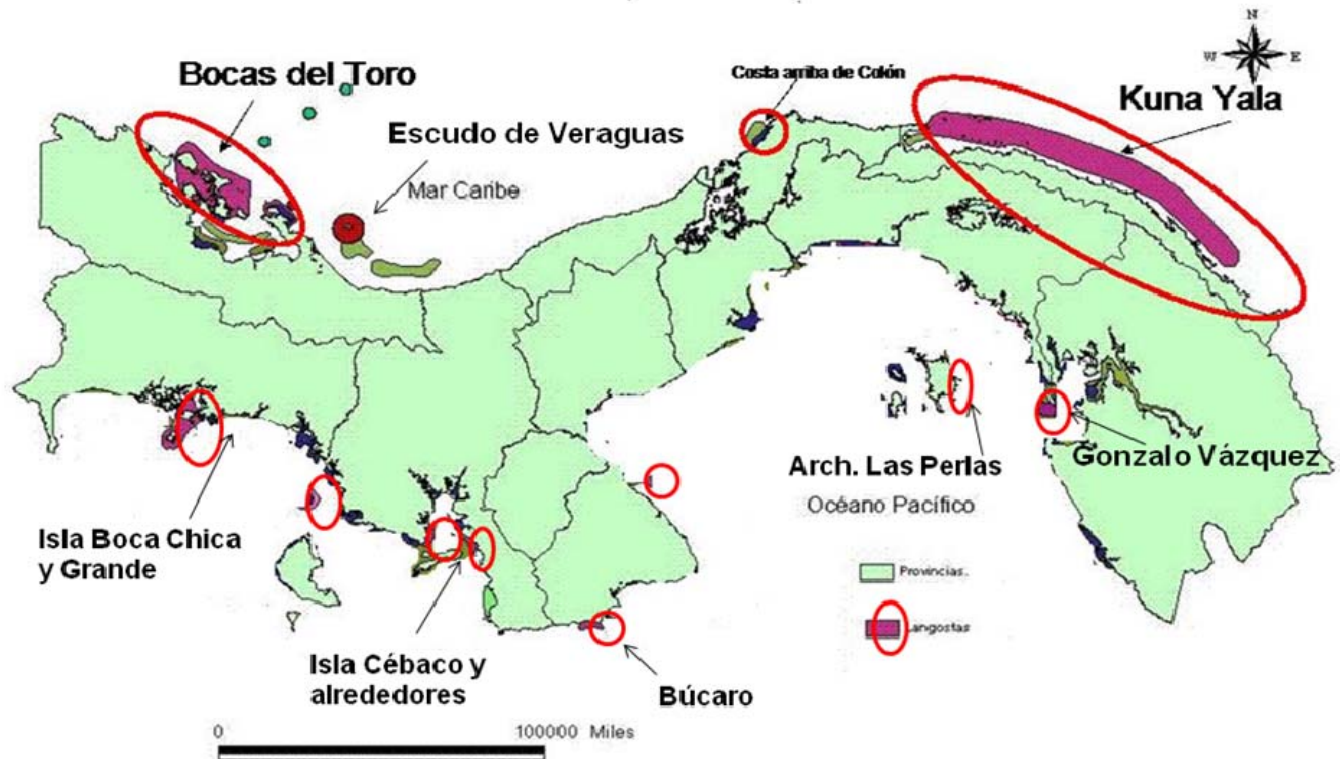 N
W E
S
Costa arriba de Colón
Bocas del Toro
Kuna Yala
Escudo de Veraguas
Mar Caribe
Arch. Las Perlas
Gonzalo Vázquez
Océano Pacífico
Isla Boca Chica
y Grande
Provincias.
Langostas
Isla Cébaco y
alrededores
Búcaro
0 100000 Miles